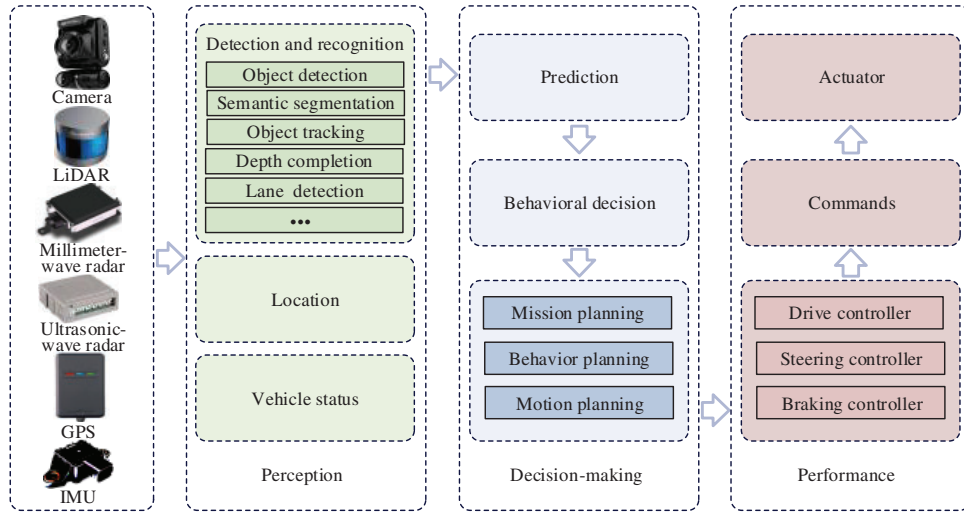 Camera
LiDAR
Millimeter-
wave radar
Ultrasonic-
wave radar
GPS
IMU
Detection and recognition
Object detection
Semantic segmentation
Object tracking
Depth completion
Lane detection
•••
Location
Vehicle status
Perception
Prediction
Behavioral decision
Mission planning
Behavior planning
Motion planning
Decision-making
Actuator
Commands
Drive controller
Steering controller
Braking controller
Performance